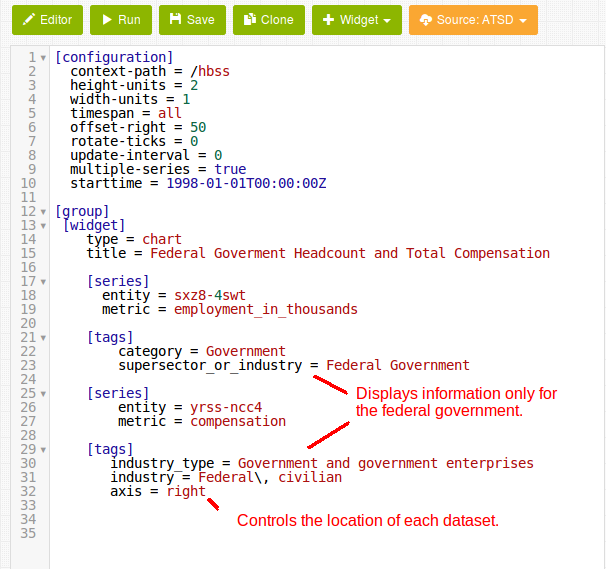 Editor Run Save Clone Widget Source: ATSD
1 [configuration]
2 context-path = /hbss
3 height-units = 2
4 width-units = 1
5 timespan = all
6 offset-right = 50
7 rotate-ticks = 0
8 update-interval = 0
9 multiple-series = true
10 starttime = 1998-01-01T00:00:00Z
11
12 [group]
13 [widget]
14 type = chart
15 title = Federal Goverment Headcount and Total Compensation
16
17 [series]
18 entity = sxz8-4swt
19 metric = employment_in_thousands
20
21 [tags]
22 category = Government
23 supersector_or_industry = Federal Government
24
Displays information only for
the federal government.
25 [series]
26 entity = yrss-ncc4
27 metric = compensation
28
29 [tags]
30 industry_type = Government and government enterprises
31 industry = Federal\, civilian
32 axis = right
33
34
Controls the location of each dataset.
35